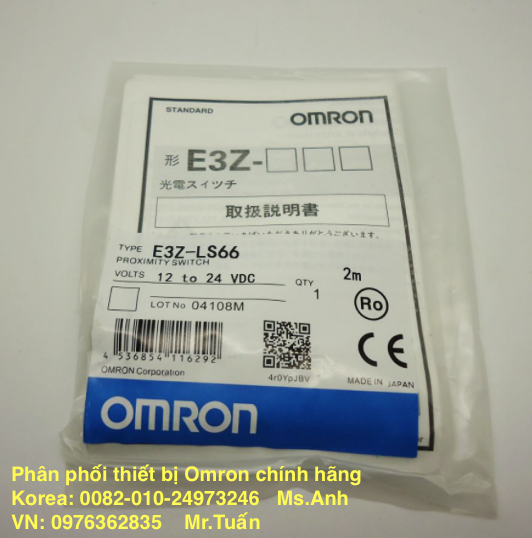 STANDARD
OMRON
形 E3Z-□□□
光電スイッチ
取扱説明書
TYPE E3Z-LS66
PROXIMITY SWITCH
VOLTS 12 to 24 VDC
QTY 1
2m
LOT No 04108M
Ro
CE
4 536854 116292
4r0YpJBV
OMRON Corporation
MADE IN JAPAN
OMRON
Phân phối thiết bị Omron chính hãng
Korea: 0082-010-24973246 Ms.Anh
VN: 0976362835 Mr.Tuấn